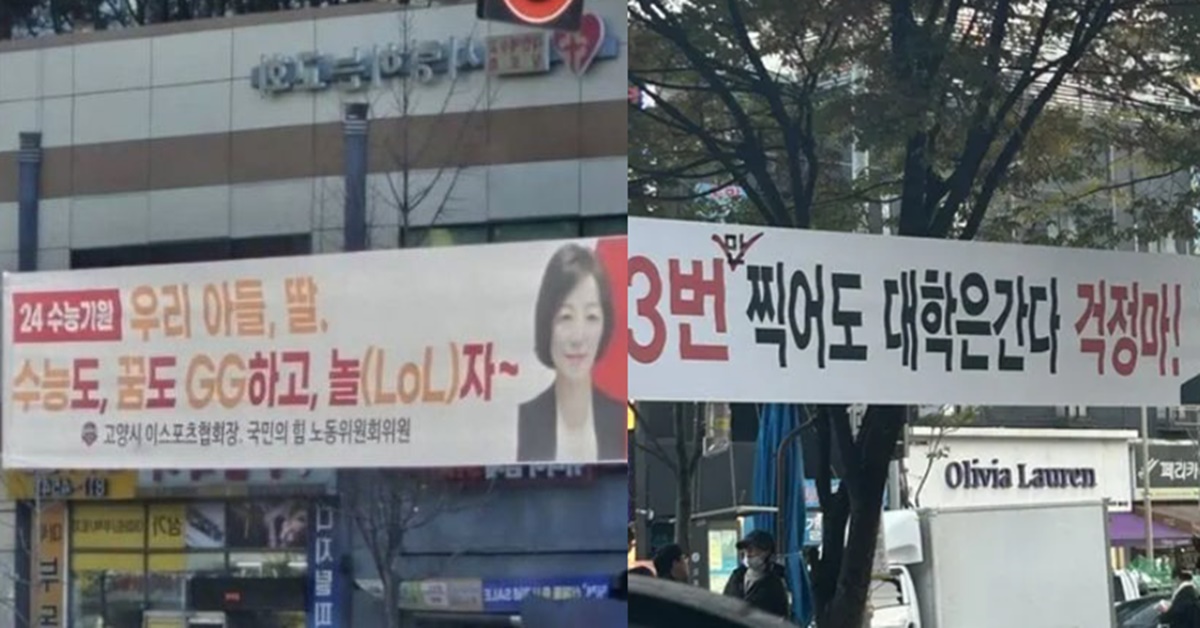 24 수능기원 우리 아들, 딸.
수능도, 꿈도 GG하고, 놀(LoL)자~
고양시 이스포츠협회장. 국민의 힘 노동위원회위원
3번만 찍어도 대학은간다 걱정마!
Olivia Lauren
페리카